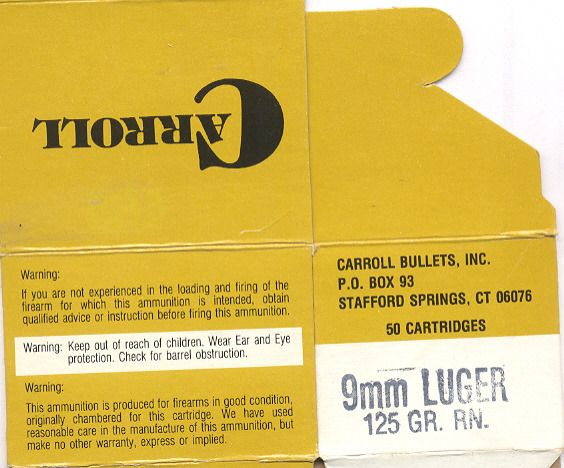 CARROLL
Warning:
If you are not experienced in the loading and firing of the
firearm for which this ammunition is intended, obtain
qualified advice or instruction before firing this ammunition.
Warning: Keep out of reach of children. Wear Ear and Eye
protection. Check for barrel obstruction.
Warning:
This ammunition is produced for firearms in good condition,
originally chambered for this cartridge. We have used
reasonable care in the manufacture of this ammunition, but
make no other warranty, express or implied.
CARROLL BULLETS, INC.
P.O. BOX 93
STAFFORD SPRINGS, CT 06076
50 CARTRIDGES
9mm LUGER
125 GR. RN.